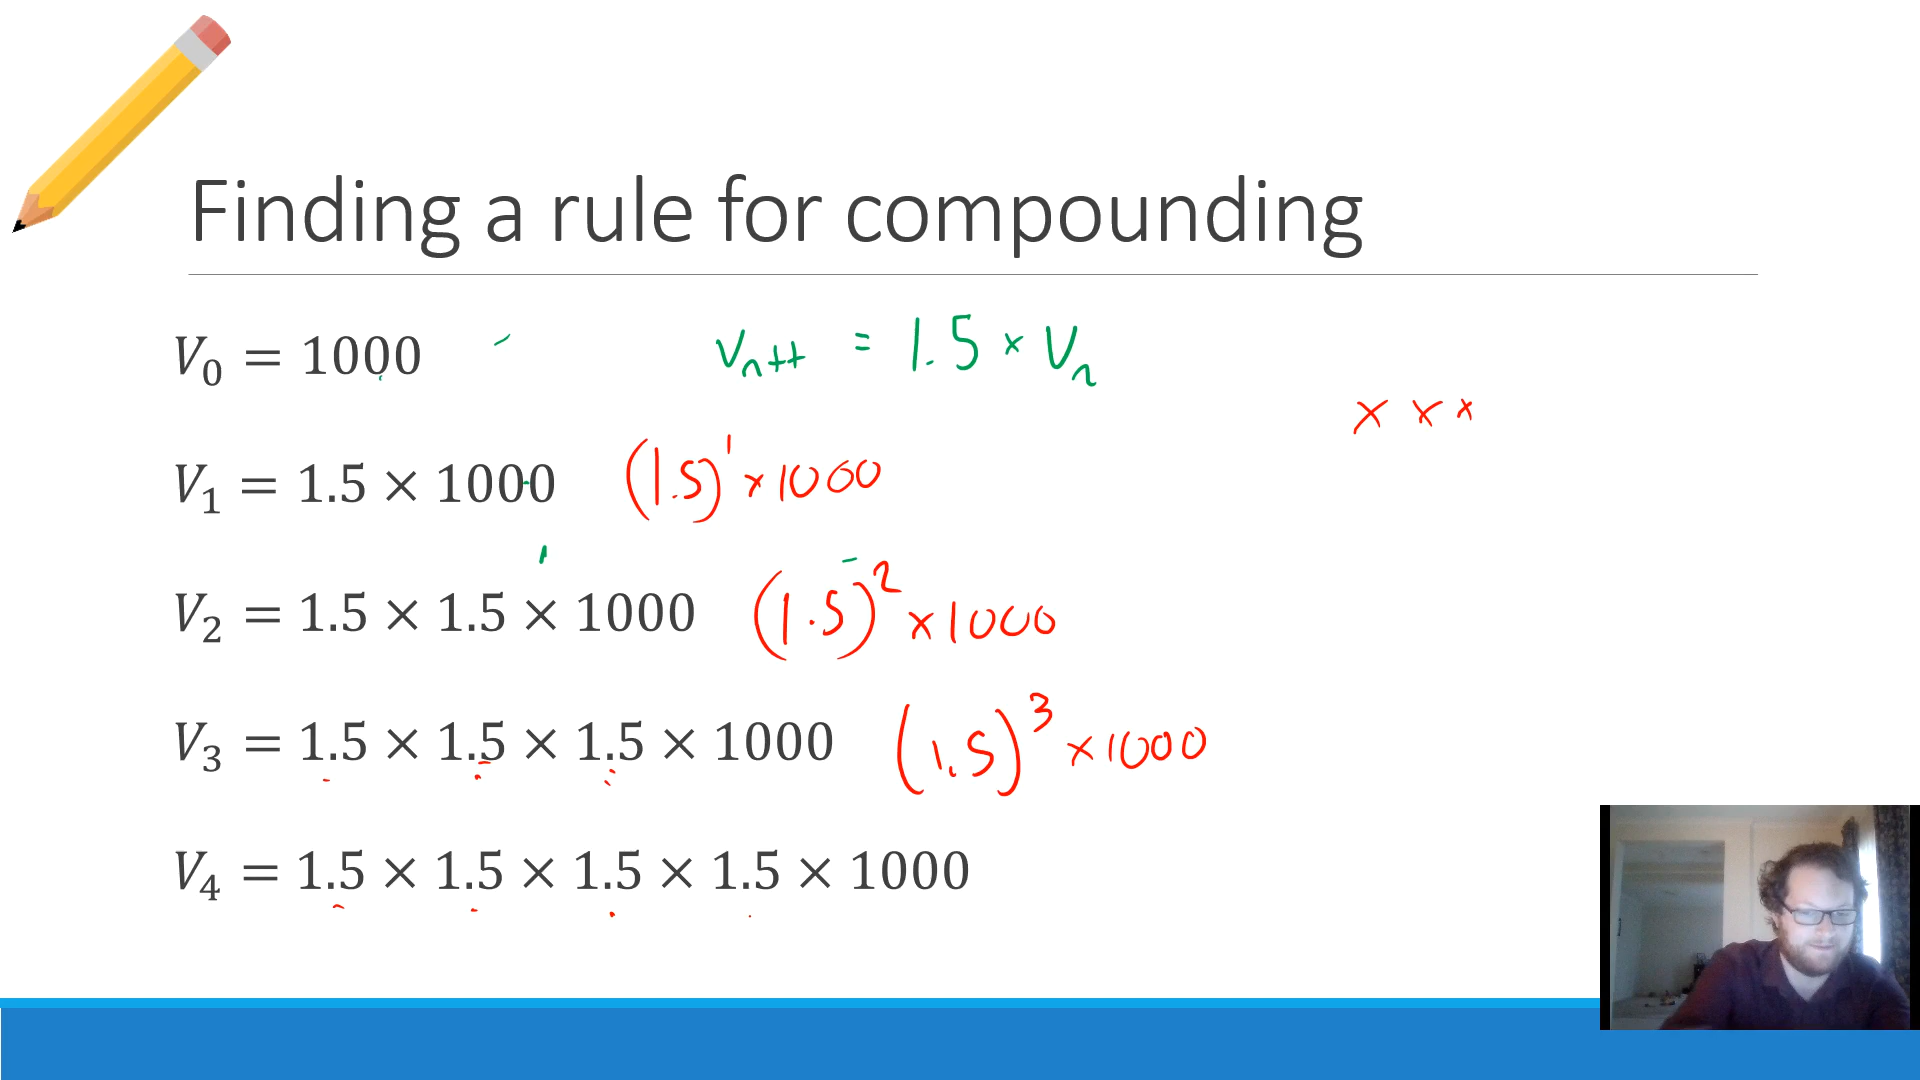 Finding a rule for compounding
V₀ = 1000 Vₙ₊₊ = 1.5 × Vₙ
× × ×
V₁ = 1.5 × 1000 (1.5)¹ × 1000
V₂ = 1.5 × 1.5 × 1000 (1.5)² × 1000
V₃ = 1.5 × 1.5 × 1.5 × 1000 (1.5)³ × 1000
V₄ = 1.5 × 1.5 × 1.5 × 1.5 × 1000